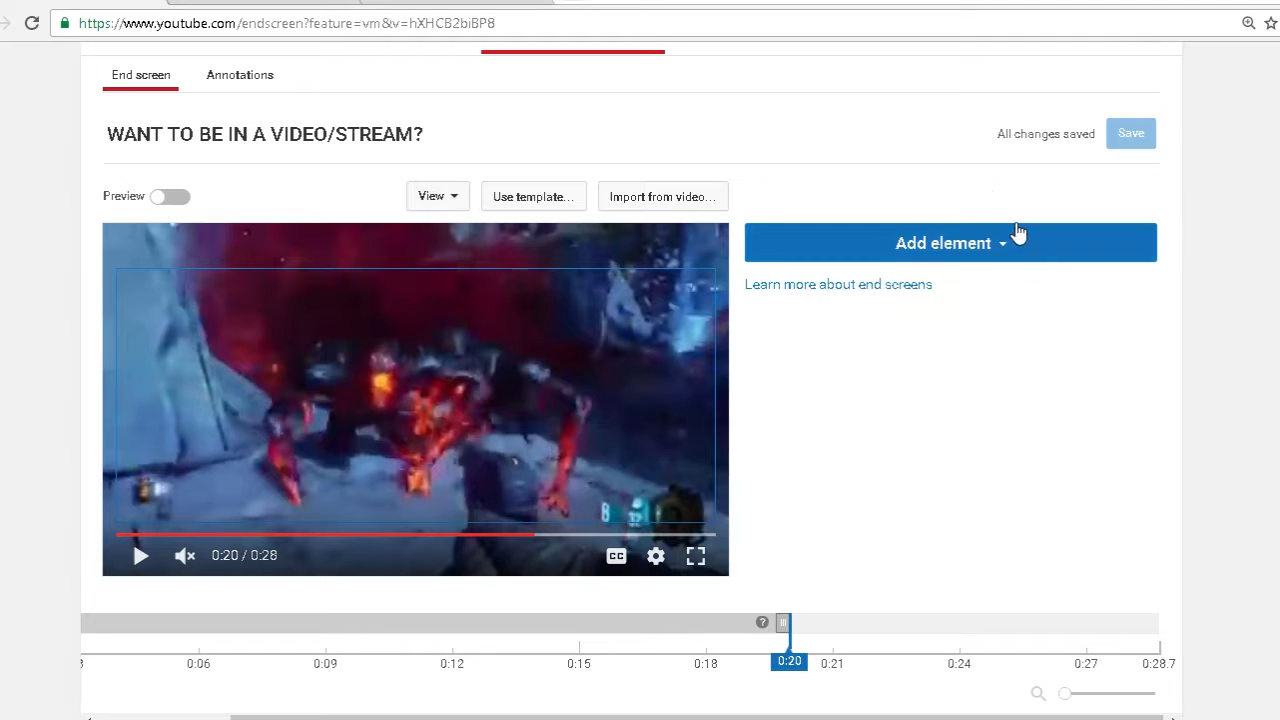 https://www.youtube.com/endscreen?feature=vm&v=hXHCB2biBP8
End screen Annotations
WANT TO BE IN A VIDEO/STREAM? All changes saved Save
Preview View Use template... Import from video...
Add element
Learn more about end screens
8 32
0:20 / 0:28 CC
?
0:06 0:09 0:12 0:15 0:18 0:20 0:21 0:24 0:27 0:28.7